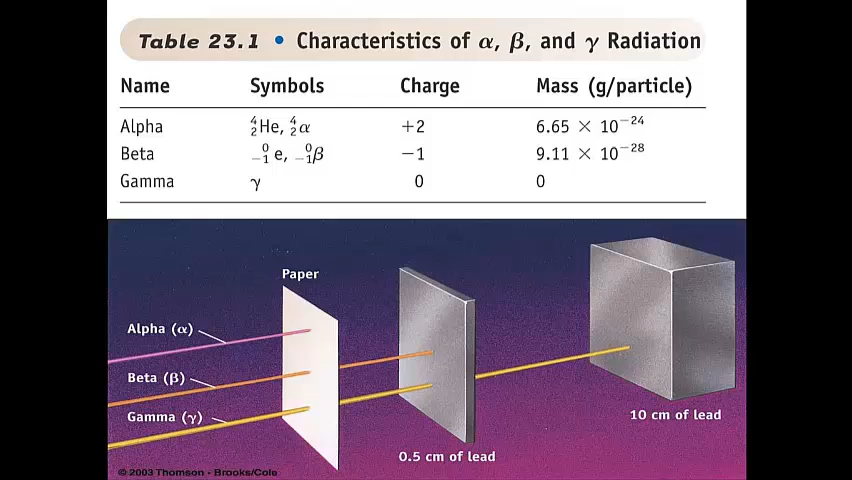 Table 23.1 • Characteristics of α, β, and γ Radiation
Name Symbols Charge Mass (g/particle)
Alpha ⁴₂He, ⁴₂α +2 6.65 × 10⁻²⁴
Beta ⁰₋₁e, ⁰₋₁β −1 9.11 × 10⁻²⁸
Gamma γ 0 0
Paper
Alpha (α)
Beta (β)
Gamma (γ)
10 cm of lead
0.5 cm of lead
© 2003 Thomson - Brooks/Cole